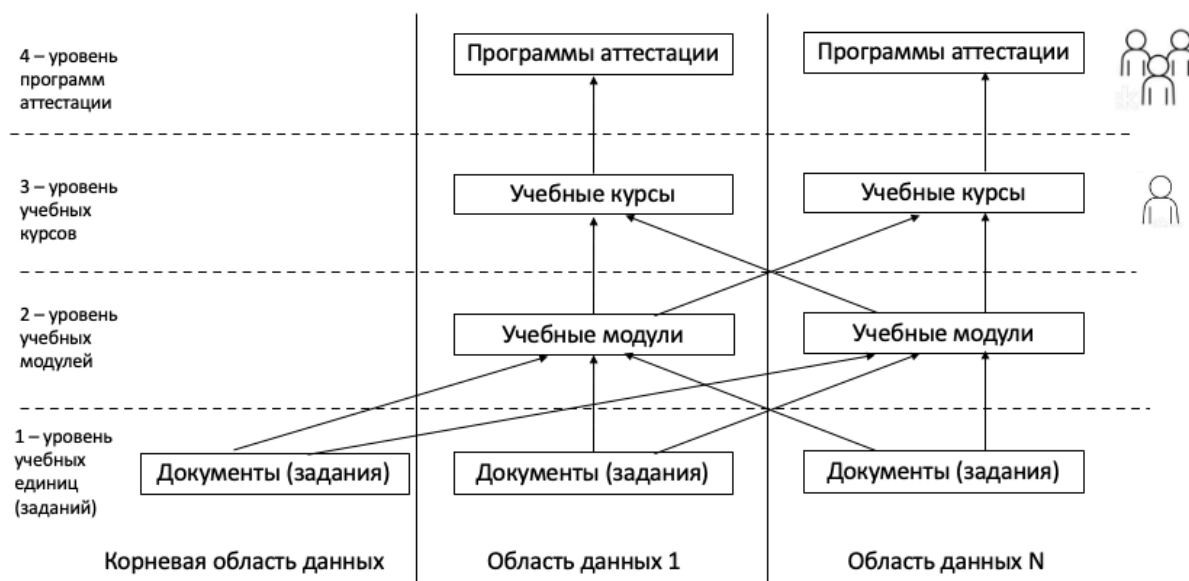 4 – уровень
программ
аттестации
Программы аттестации
Программы аттестации
3 – уровень
учебных
курсов
Учебные курсы
Учебные курсы
2 – уровень
учебных
модулей
Учебные модули
Учебные модули
1 – уровень
учебных
единиц
(заданий)
Документы (задания)
Документы (задания)
Документы (задания)
Корневая область данных
Область данных 1
Область данных N